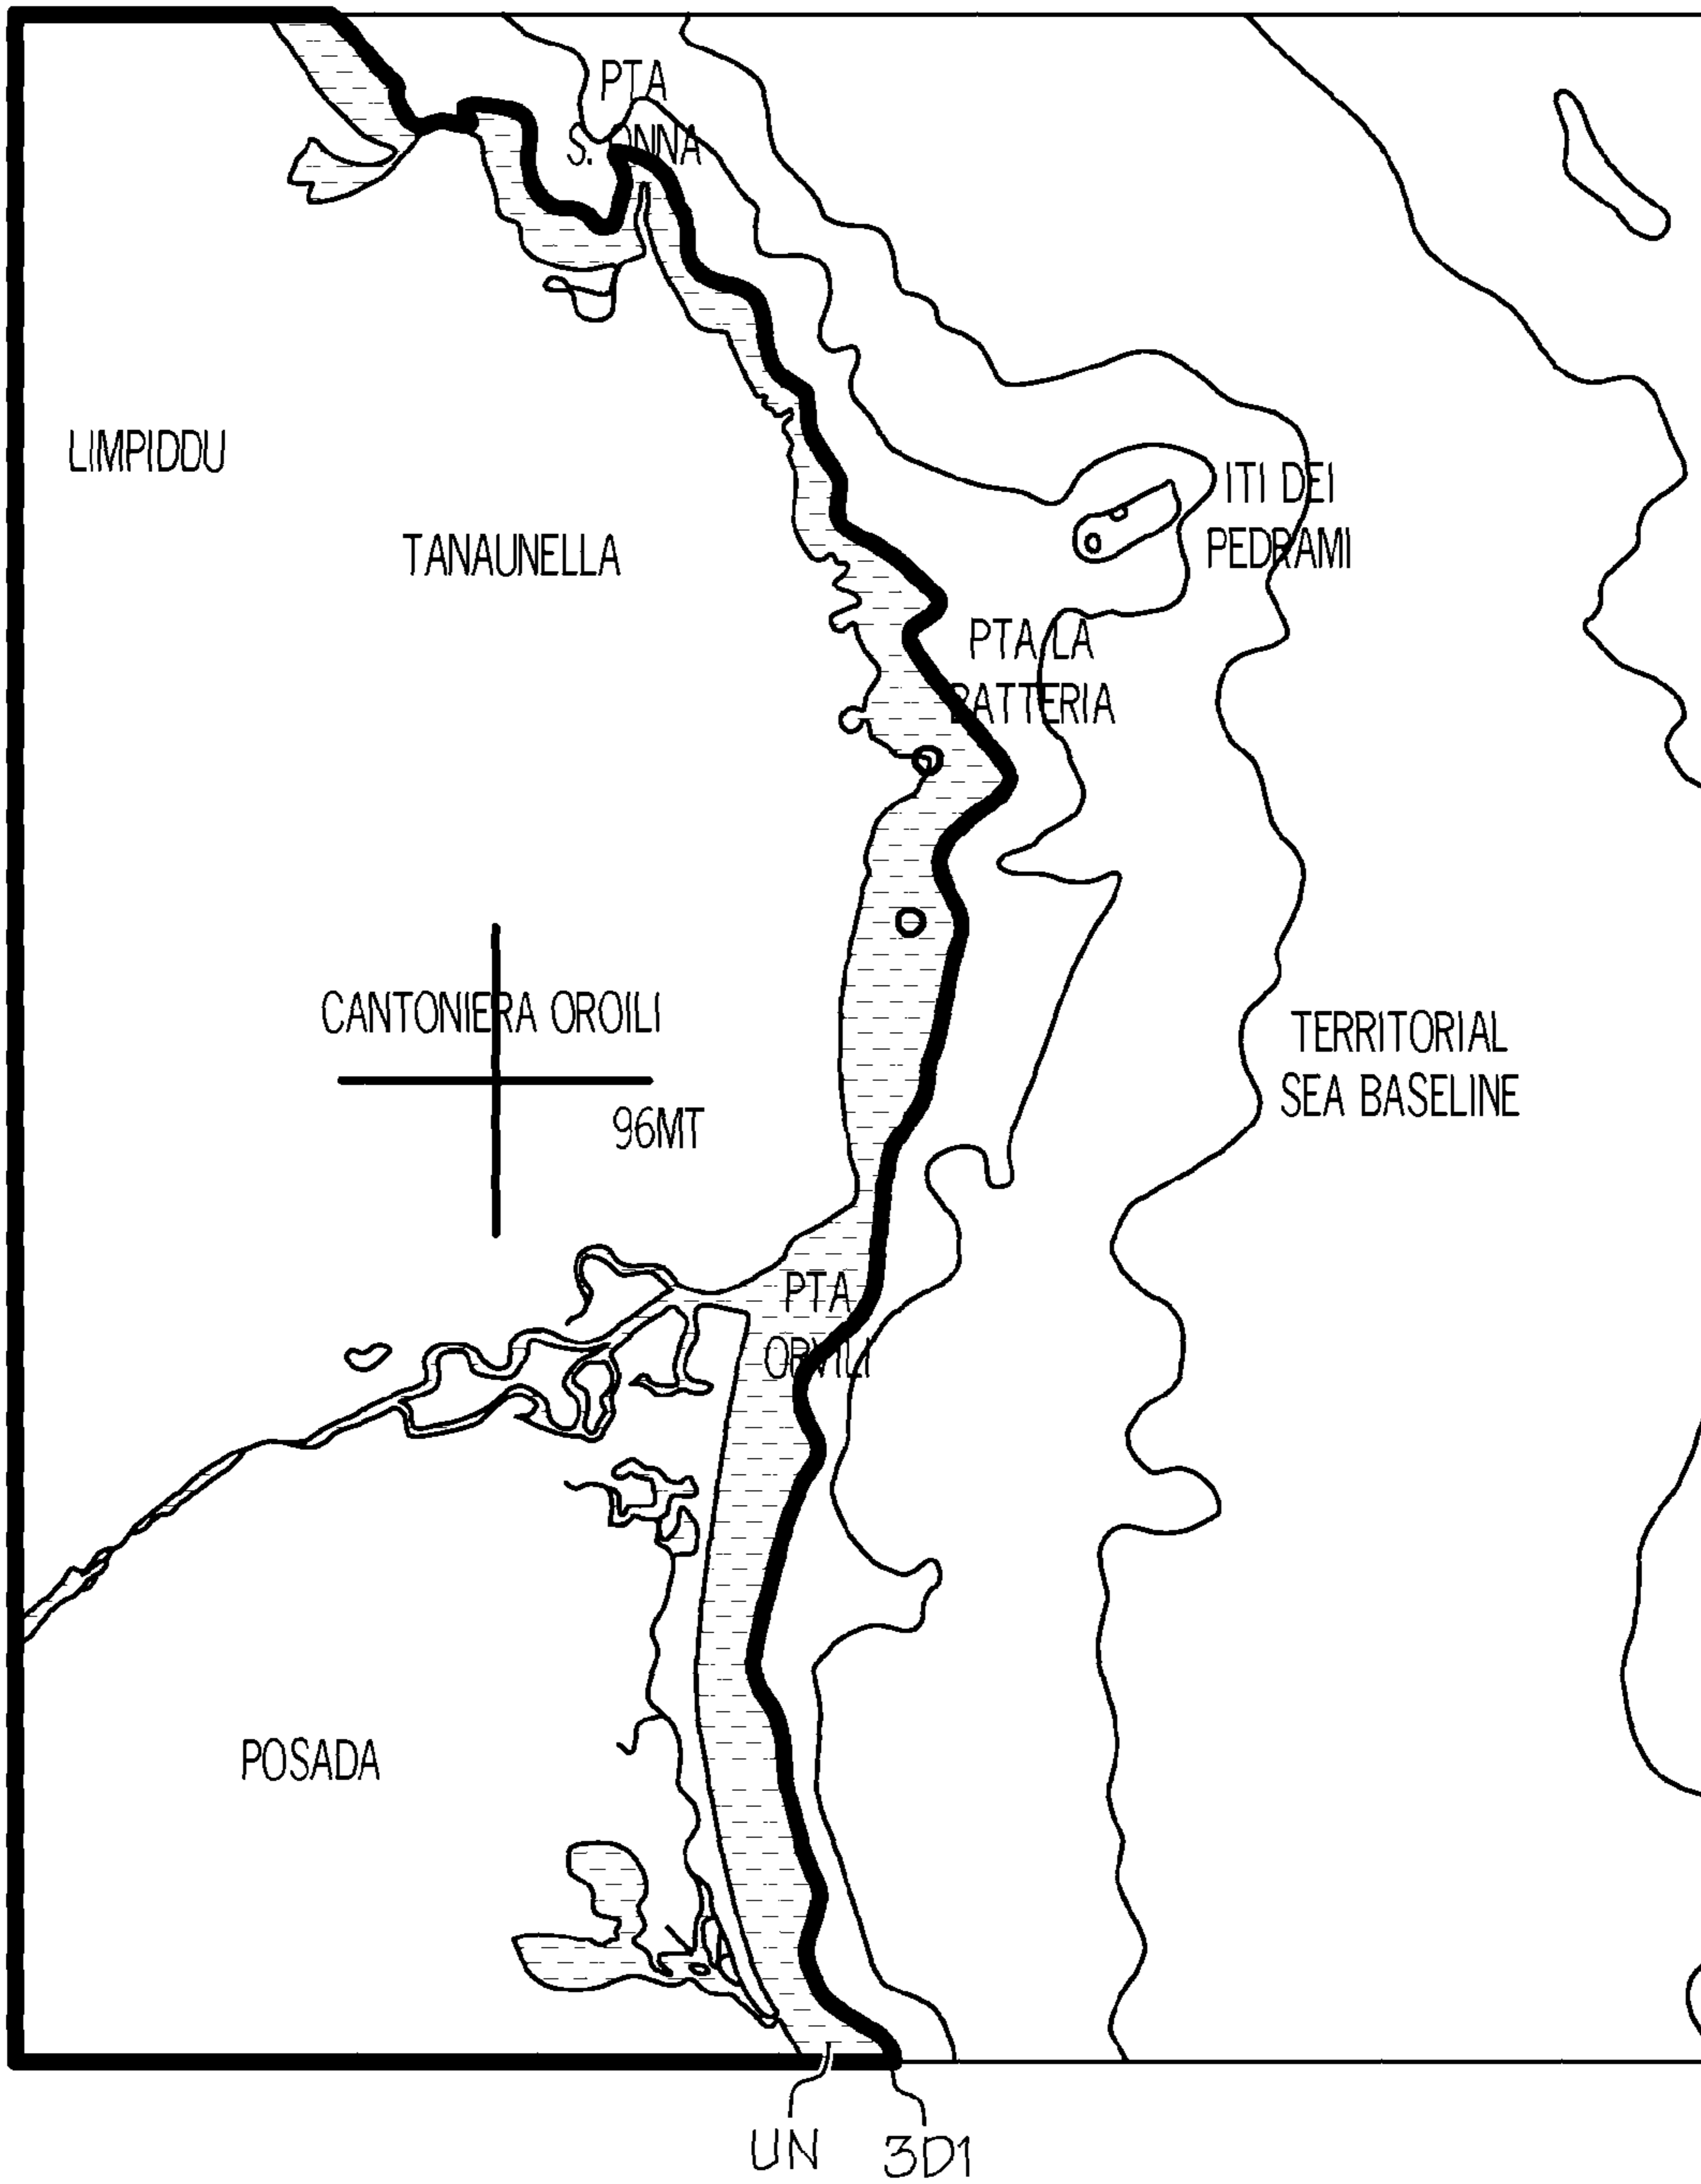 PTA
S. ONNA
LIMPIDDU
ITI DEI
PEDRAMI
TANAUNELLA
PTA LA
BATTERIA
CANTONIERA OROILI
TERRITORIAL
SEA BASELINE
96MT
PTA
ORVILI
POSADA
UN
3D1